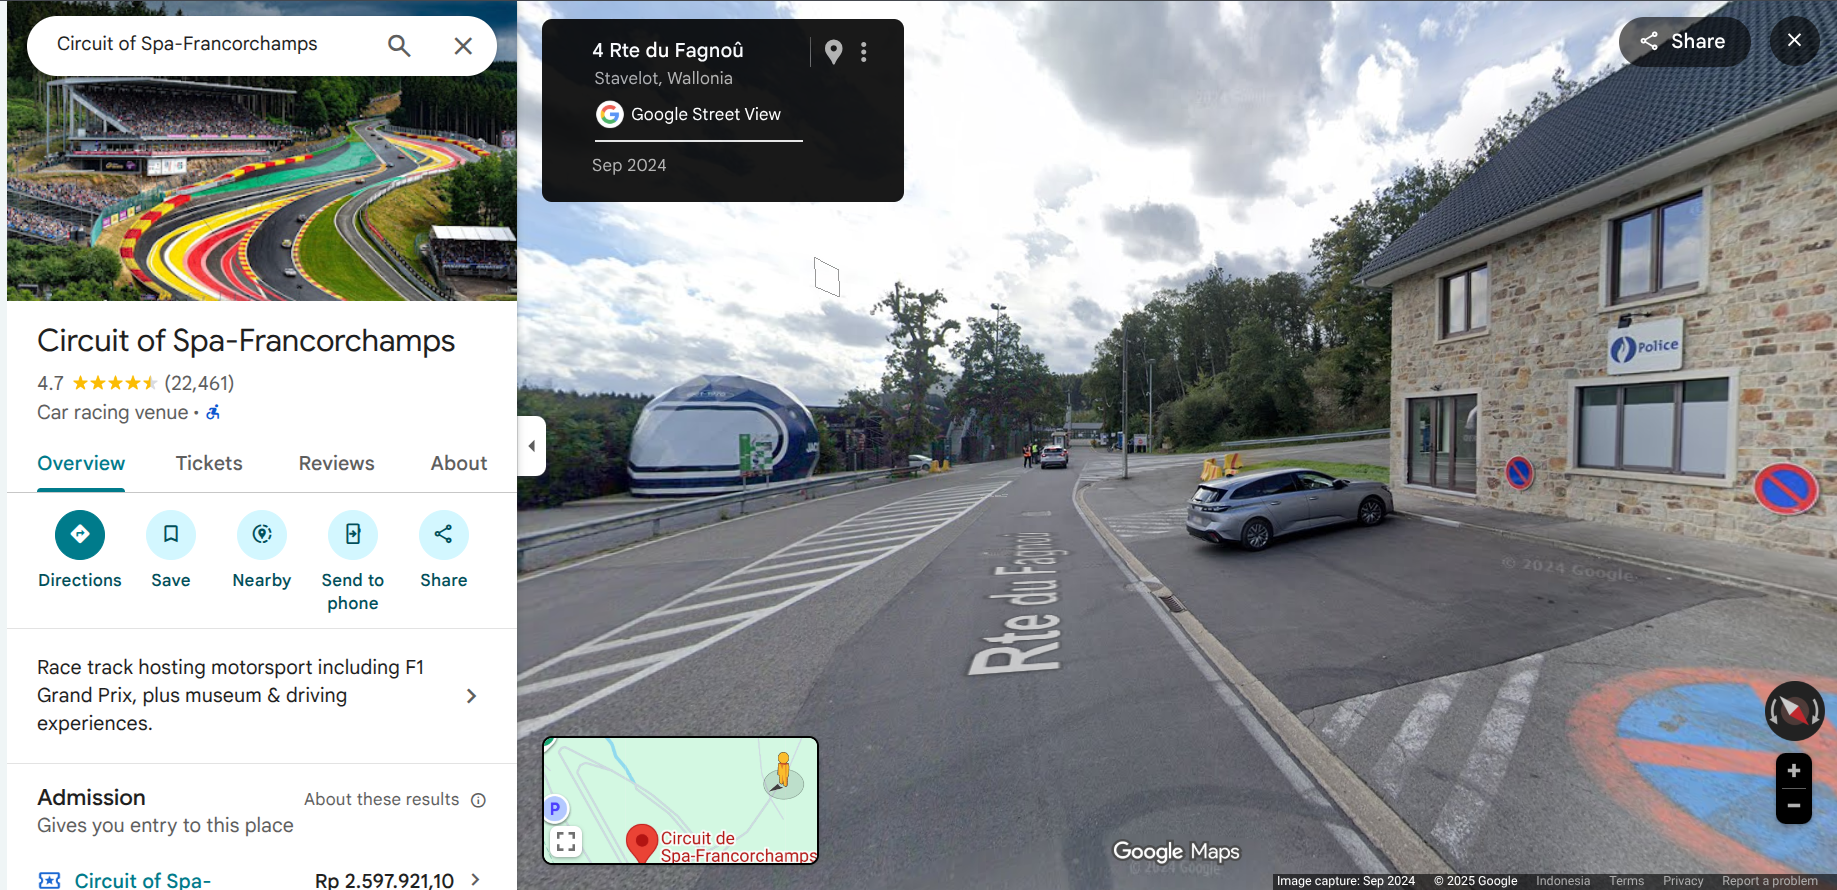 Circuit of Spa-Francorchamps
Circuit of Spa-Francorchamps
4.7 (22,461)
Car racing venue ·
Overview
Tickets
Reviews
About
Directions
Save
Nearby
Send to
phone
Share
Race track hosting motorsport including F1
Grand Prix, plus museum & driving
experiences.
Admission
About these results
Gives you entry to this place
Circuit of Spa-
Rp 2.597.921,10
4 Rte du Fagnoû
Stavelot, Wallonia
Google Street View
Sep 2024
Share
Police
Rte du Fagnoû
© 2024 Google
P
Circuit de
Spa-Francorchamps
Google Maps
© 2024 Google
Image capture: Sep 2024 © 2025 Google Indonesia Terms Privacy Report a problem